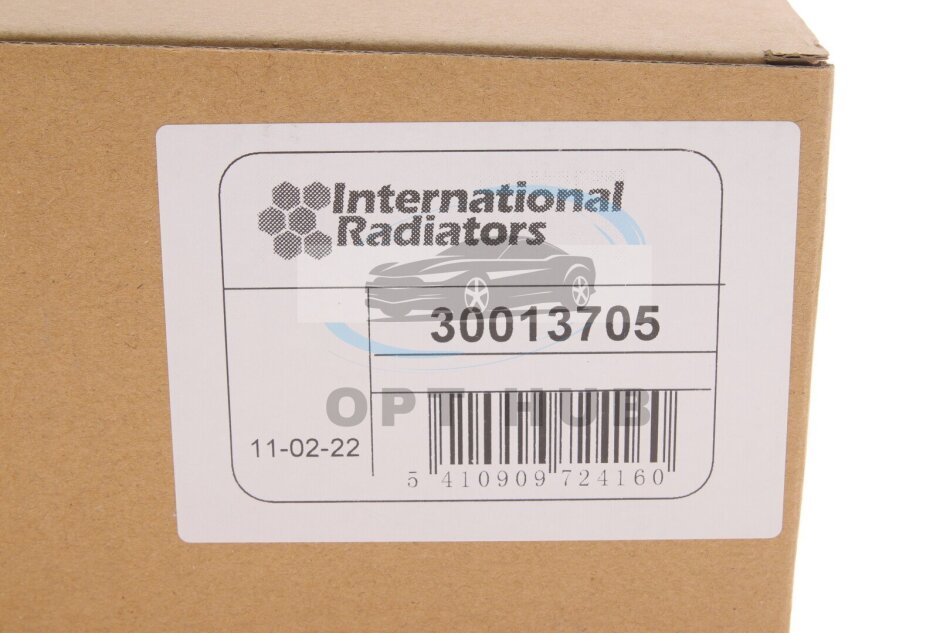 International
Radiators
30013705
OPT HUB
11-02-22
5 410909 724160